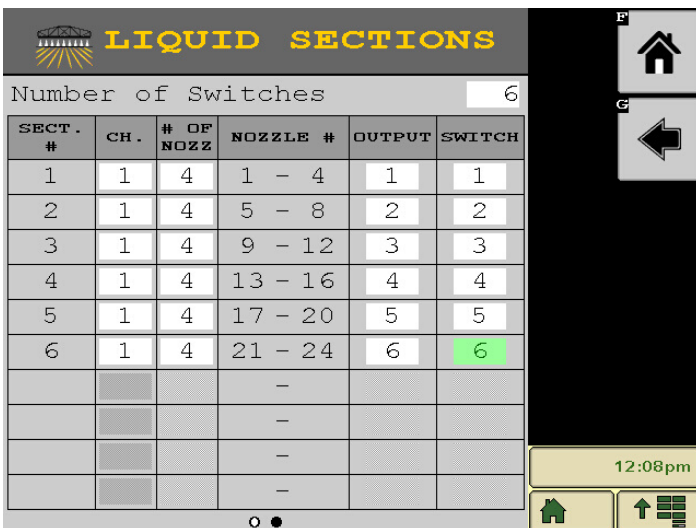 LIQUID SECTIONS
F
Number of Switches 6
G
SECT. # CH. # OF NOZZ NOZZLE # OUTPUT SWITCH
1 1 4 1 - 4 1 1
2 1 4 5 - 8 2 2
3 1 4 9 - 12 3 3
4 1 4 13 - 16 4 4
5 1 4 17 - 20 5 5
6 1 4 21 - 24 6 6
-
-
-
-
12:08pm